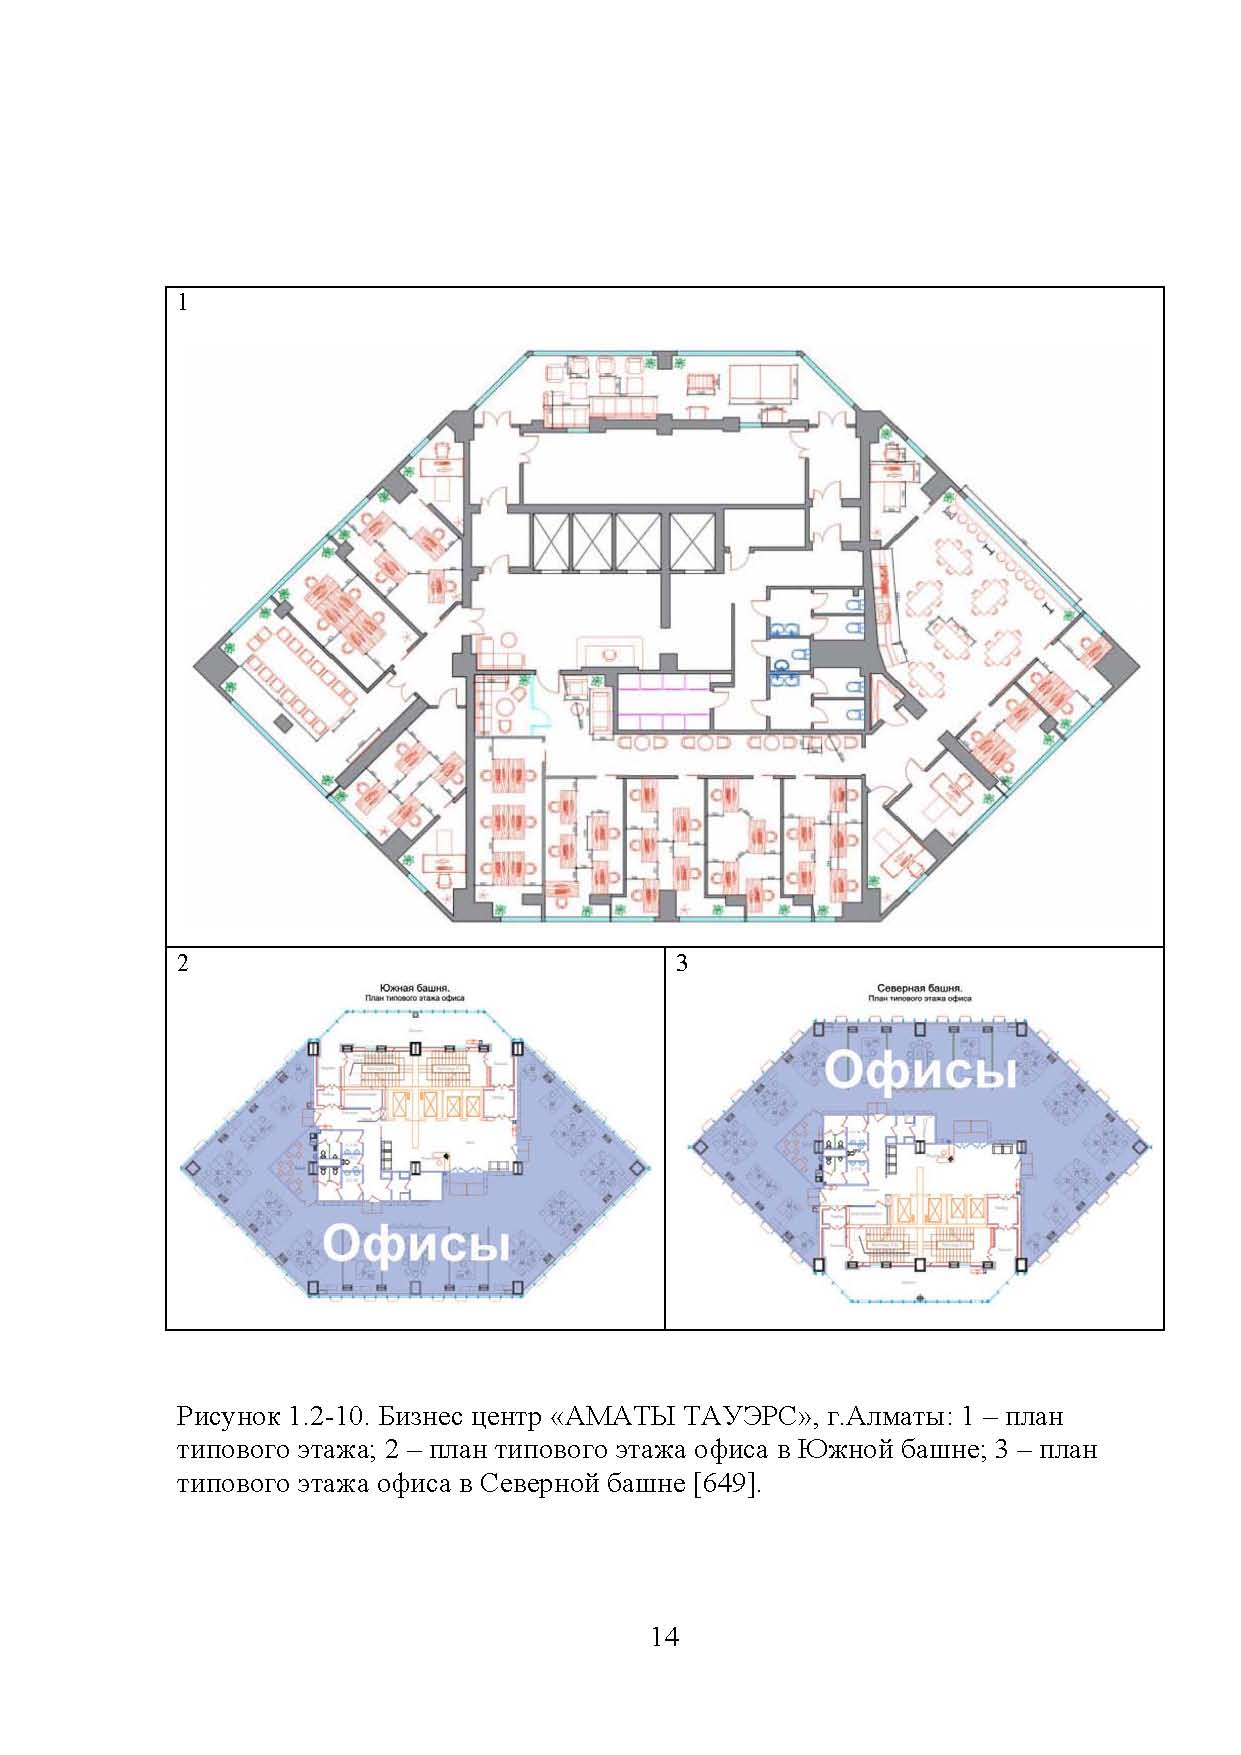 1
2
Южная башня.
План типового этажа офиса
Офисы
3
Северная башня.
План типового этажа офиса
Офисы
Рисунок 1.2-10. Бизнес центр «АМАТЫ ТАУЭРС», г.Алматы: 1 – план
типового этажа; 2 – план типового этажа офиса в Южной башне; 3 – план
типового этажа офиса в Северной башне [649].
14